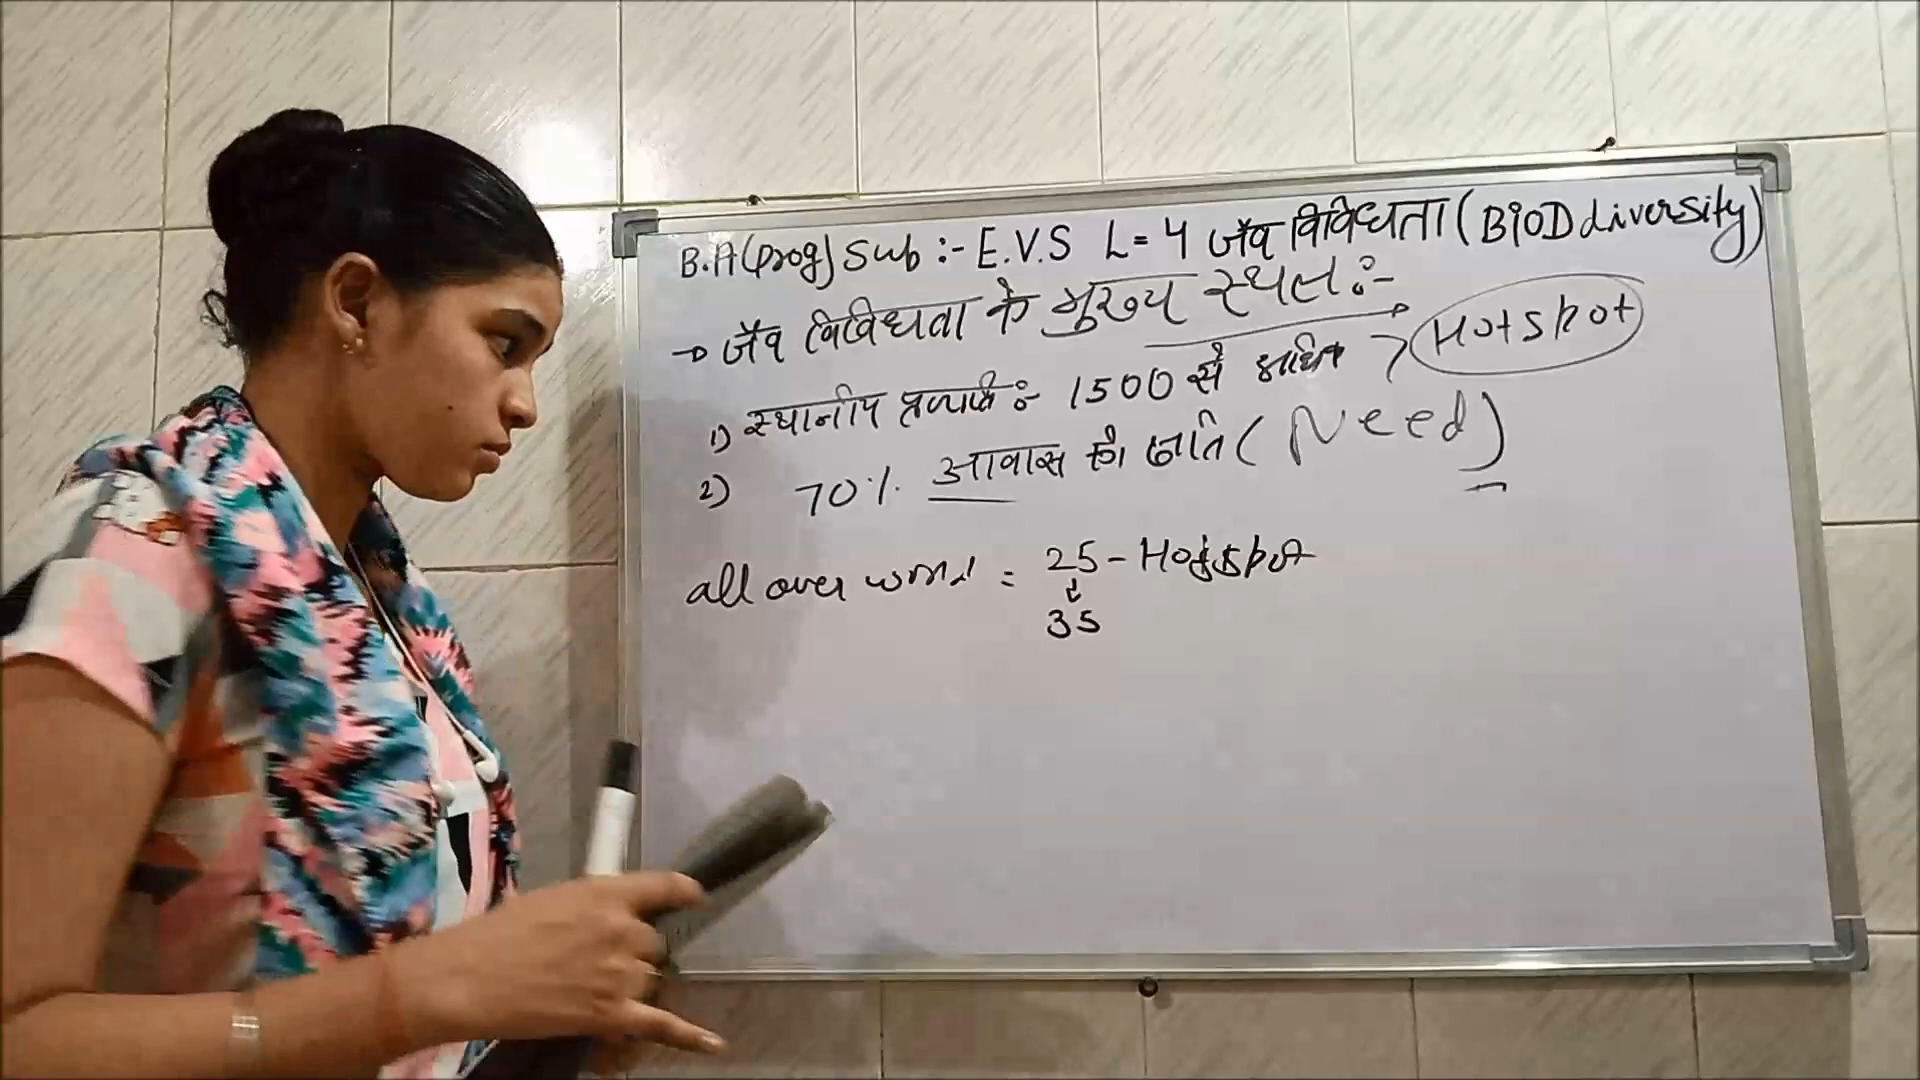 B.A(prog) Sub :- E.V.S L=4 जैव विविधता (BioDdiversity)
→ जैव विविधता के मुख्य स्थल :-
1) स्थानीय प्रजाति :- 1500 से अधिक > Hotspot
2) 70% आवास की क्षति (Need)
all over world = 25 - Hotspot
↓
35